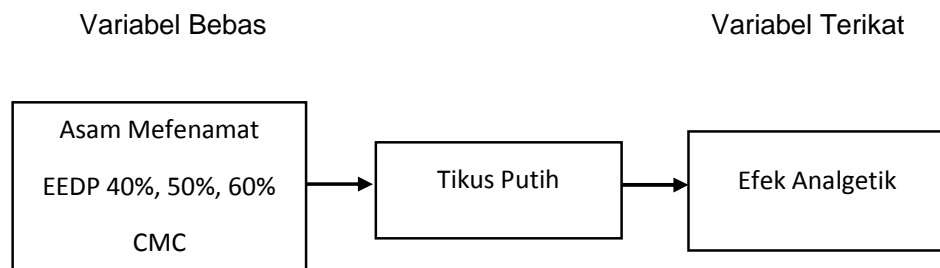 Variabel Bebas
Variabel Terikat
Asam Mefenamat
EEDP 40%, 50%, 60%
CMC
Tikus Putih
Efek Analgetik